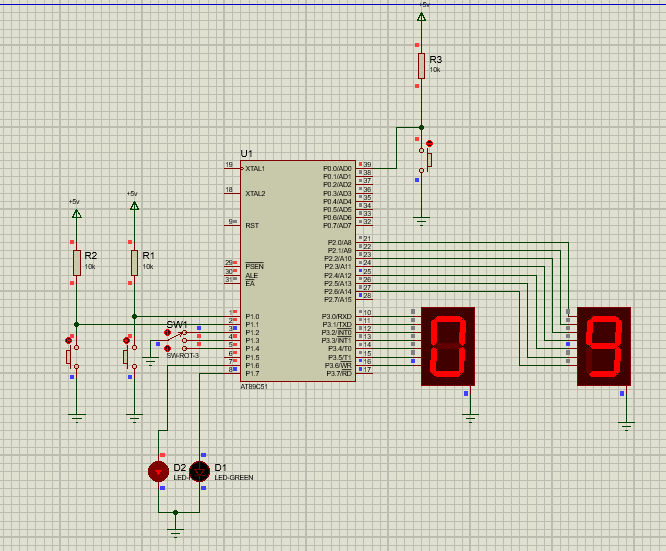 +5v
R3
10k
U1
19 XTAL1
18 XTAL2
9 RST
29 PSEN
30 ALE
31 EA
1 P1.0
2 P1.1
3 P1.2
4 P1.3
5 P1.4
6 P1.5
7 P1.6
8 P1.7
P0.0/AD0 39
P0.1/AD1 38
P0.2/AD2 37
P0.3/AD3 36
P0.4/AD4 35
P0.5/AD5 34
P0.6/AD6 33
P0.7/AD7 32
P2.0/A8 21
P2.1/A9 22
P2.2/A10 23
P2.3/A11 24
P2.4/A12 25
P2.5/A13 26
P2.6/A14 27
P2.7/A15 28
P3.0/RXD 10
P3.1/TXD 11
P3.2/INT0 12
P3.3/INT1 13
P3.4/T0 14
P3.5/T1 15
P3.6/WR 16
P3.7/RD 17
AT89C51
+5v
R2
10k
+5v
R1
10k
SW1
SW-ROT-3
0
9
D2
D1
LED-GREEN